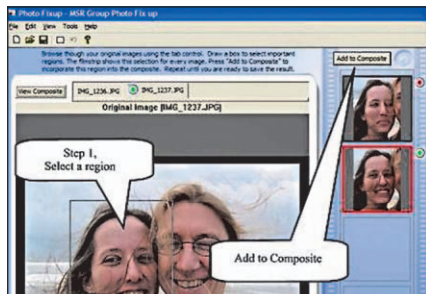 Photo Fixup - MSR Group Photo Fix up
File Edit View Tools Help
Browse though your original images using the tab control. Draw a box to select important
regions. The filmstrip shows this selection for every image. Press "Add to Composite" to
incorporate this region into the composite. Repeat until you are ready to save the result.
Add to Composite
View Composite
IMG_1236.JPG
IMG_1237.JPG
Original Image [IMG_1237.JPG]
Step 1,
Select a region
Add to Composite